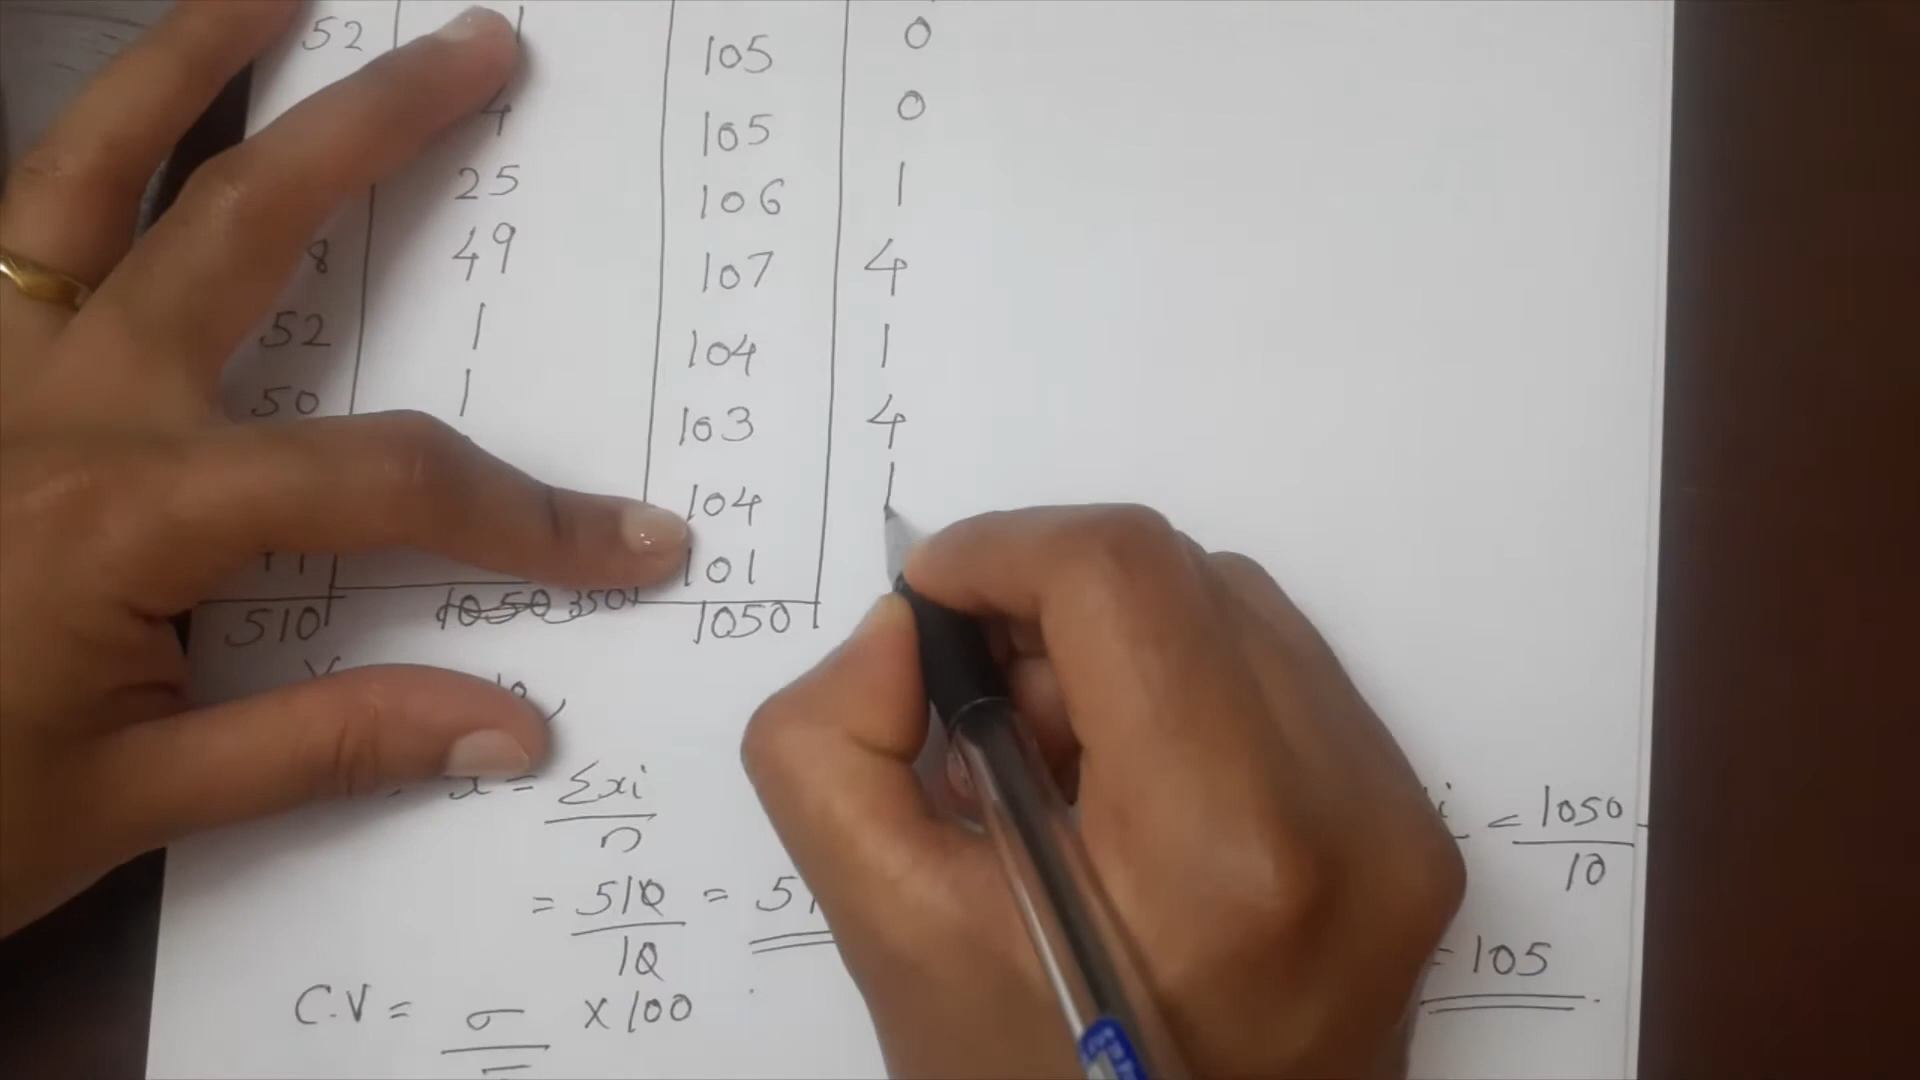 52 1 105 0
4 105 0
25 106 1
8 49 107 4
52 1 104 1
50 1 103 4
104 1
101
510 1050 350 1050
x̄ = Σxi / n
= 510 / 10 = 51
C.V = σ × 100
= 1050 / 10
= 105